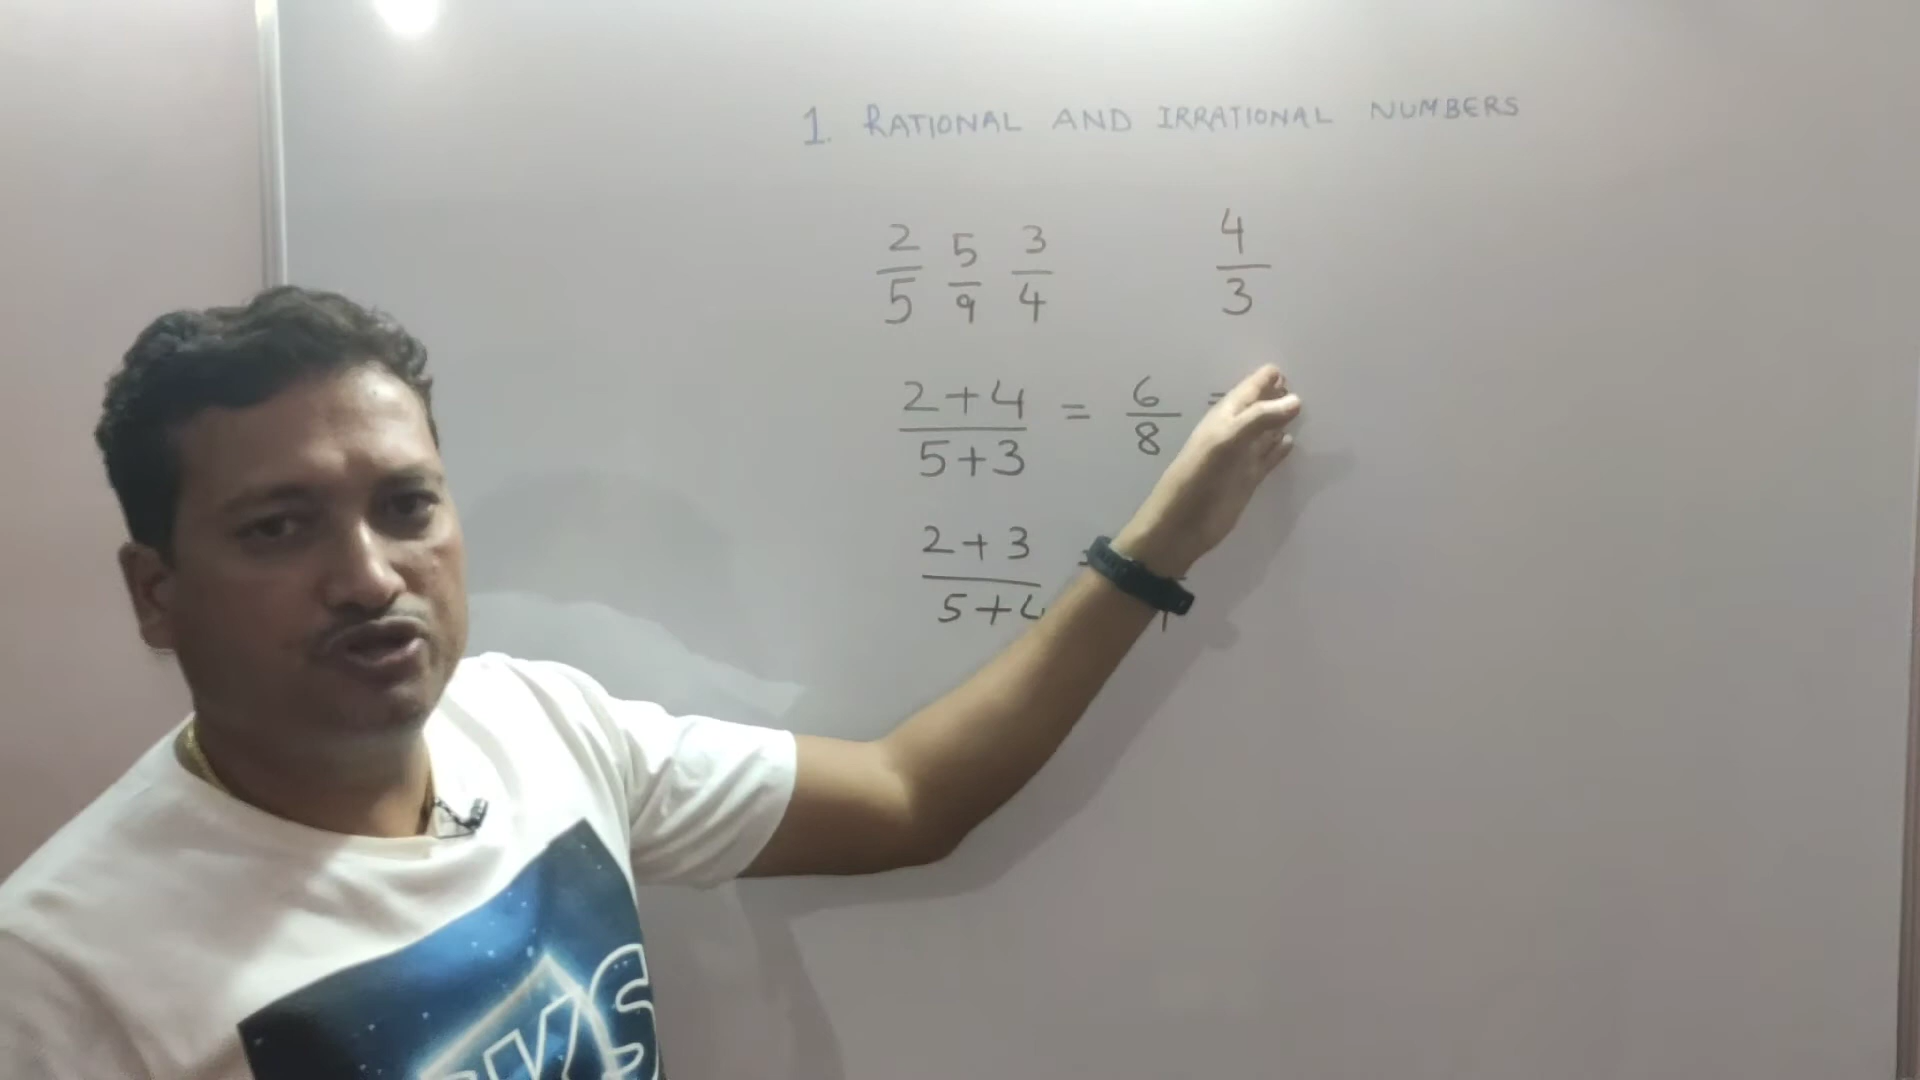 1. RATIONAL AND IRRATIONAL NUMBERS
2/5 5/9 3/4 4/3
2+4/5+3 = 6/8 =
2+3/5+4